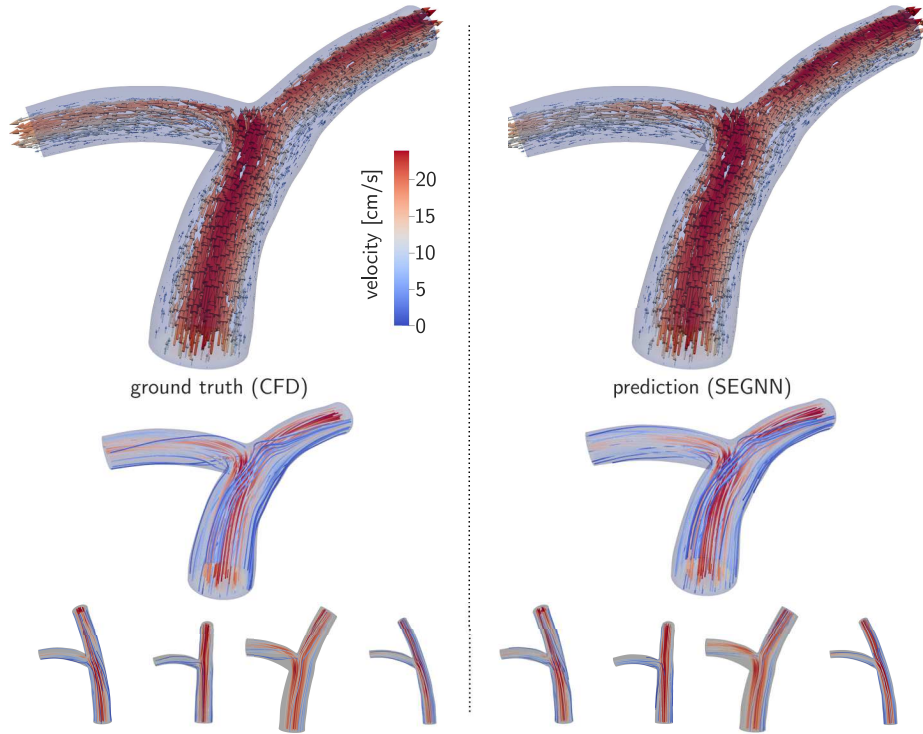 velocity [cm/s]
20
15
10
5
0
ground truth (CFD)
prediction (SEGNN)